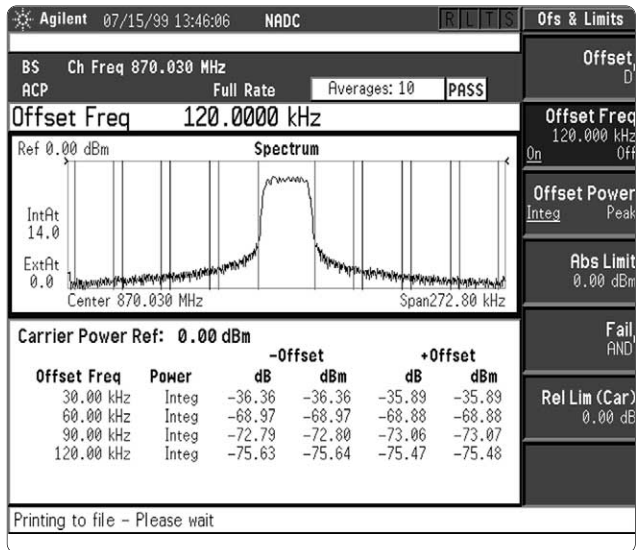 Agilent 07/15/99 13:46:06 NADC R L T S Ofs & Limits
BS Ch Freq 870.030 MHz
ACP Full Rate Averages: 10 PASS
Offset Freq 120.0000 kHz
Ref 0.00 dBm Spectrum
IntAt
14.0
ExtAt
0.0
Center 870.030 MHz Span272.80 kHz
Carrier Power Ref: 0.00 dBm
-Offset +Offset
Offset Freq Power dB dBm dB dBm
30.00 kHz Integ -36.36 -36.36 -35.89 -35.89
60.00 kHz Integ -68.97 -68.97 -68.88 -68.88
90.00 kHz Integ -72.79 -72.80 -73.06 -73.07
120.00 kHz Integ -75.63 -75.64 -75.47 -75.48
Printing to file - Please wait
Offset
D
Offset Freq
120.000 kHz
On Off
Offset Power
Integ Peak
Abs Limit
0.00 dBm
Fail
AND
Rel Lim (Car)
0.00 dB